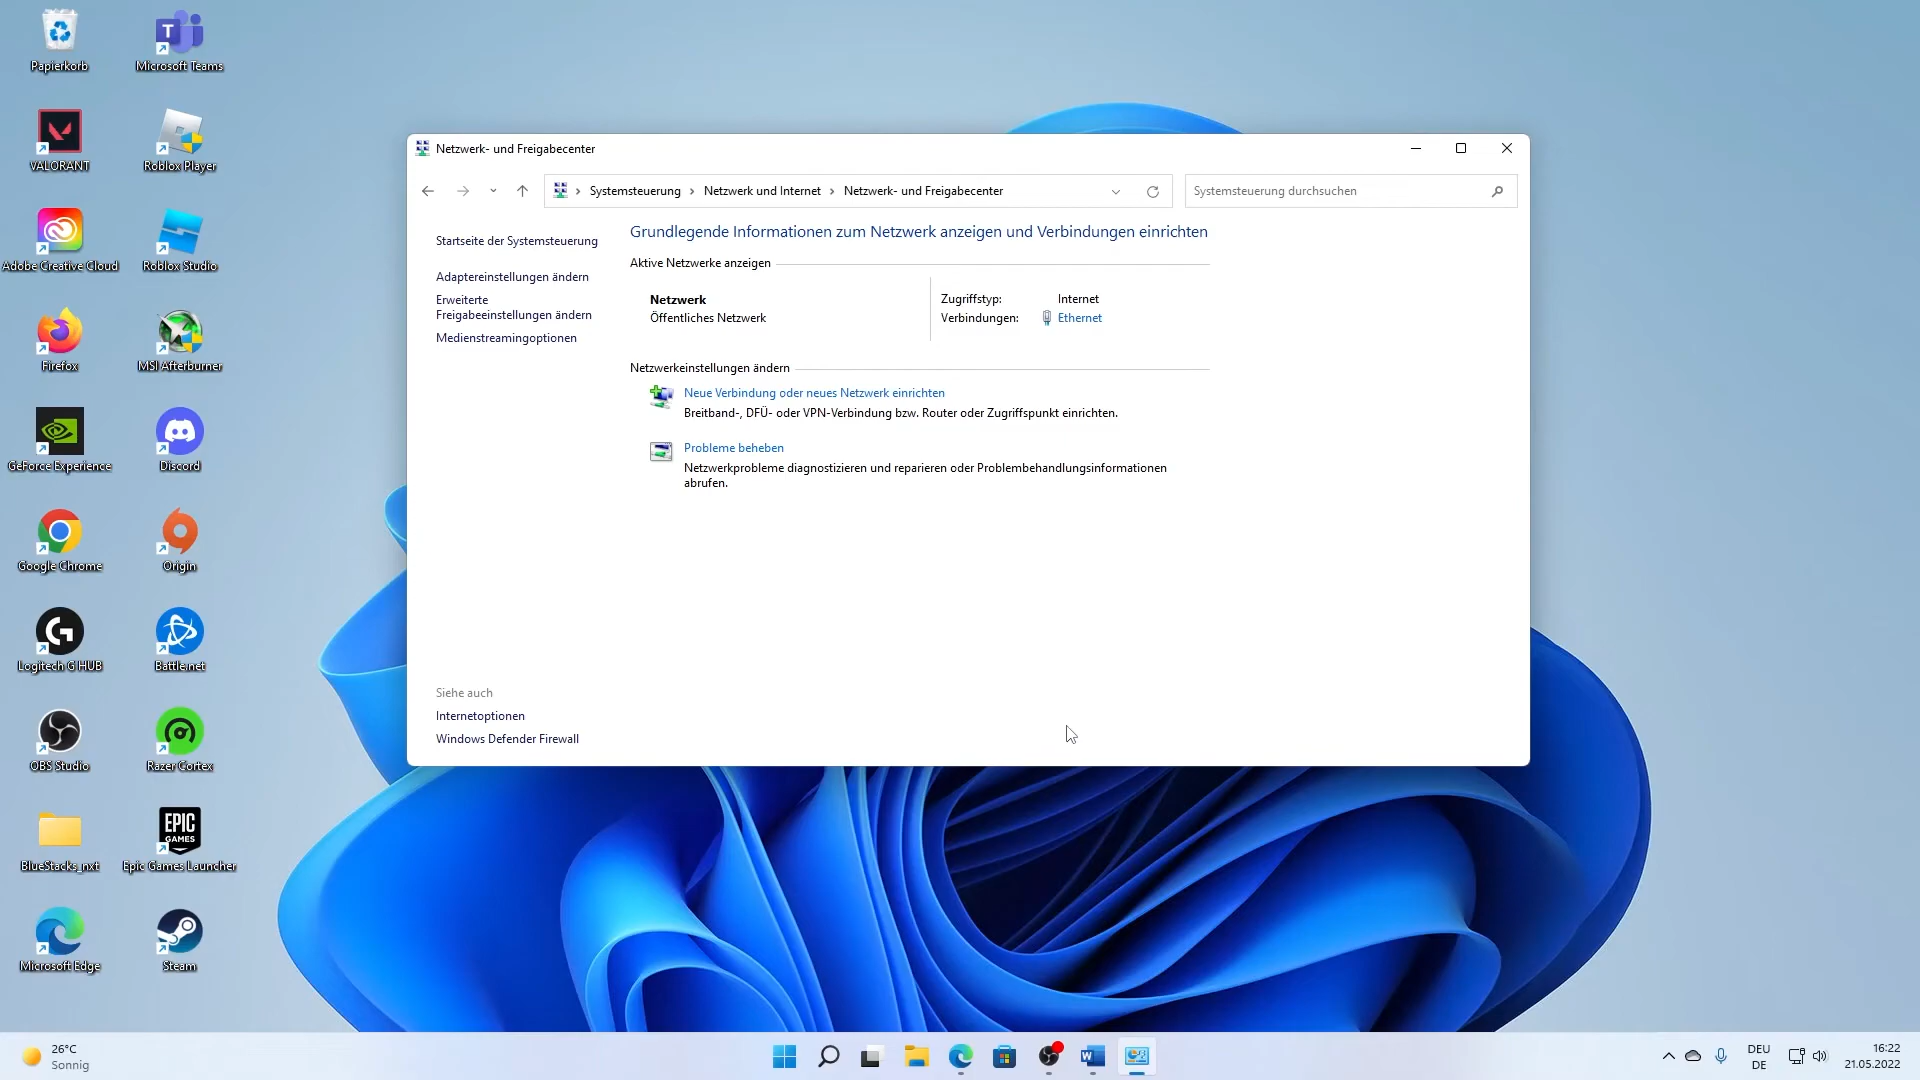 Papierkorb
Microsoft Teams
VALORANT
Roblox Player
Adobe Creative Cloud
Roblox Studio
Firefox
MSI Afterburner
GeForce Experience
Discord
Google Chrome
Origin
Logitech G HUB
Battle.net
OBS Studio
Razer Cortex
BlueStacks_nxt
Epic Games Launcher
EPIC
GAMES
Microsoft Edge
Steam
Netzwerk- und Freigabecenter
Systemsteuerung > Netzwerk und Internet > Netzwerk- und Freigabecenter
Systemsteuerung durchsuchen
Startseite der Systemsteuerung
Adaptereinstellungen ändern
Erweiterte
Freigabeeinstellungen ändern
Medienstreamingoptionen
Grundlegende Informationen zum Netzwerk anzeigen und Verbindungen einrichten
Aktive Netzwerke anzeigen
Netzwerk
Öffentliches Netzwerk
Zugriffstyp: Internet
Verbindungen: Ethernet
Netzwerkeinstellungen ändern
Neue Verbindung oder neues Netzwerk einrichten
Breitband-, DFÜ- oder VPN-Verbindung bzw. Router oder Zugriffspunkt einrichten.
Probleme beheben
Netzwerkprobleme diagnostizieren und reparieren oder Problembehandlungsinformationen
abrufen.
Siehe auch
Internetoptionen
Windows Defender Firewall
26°C
Sonnig
DEU
DE
16:22
21.05.2022